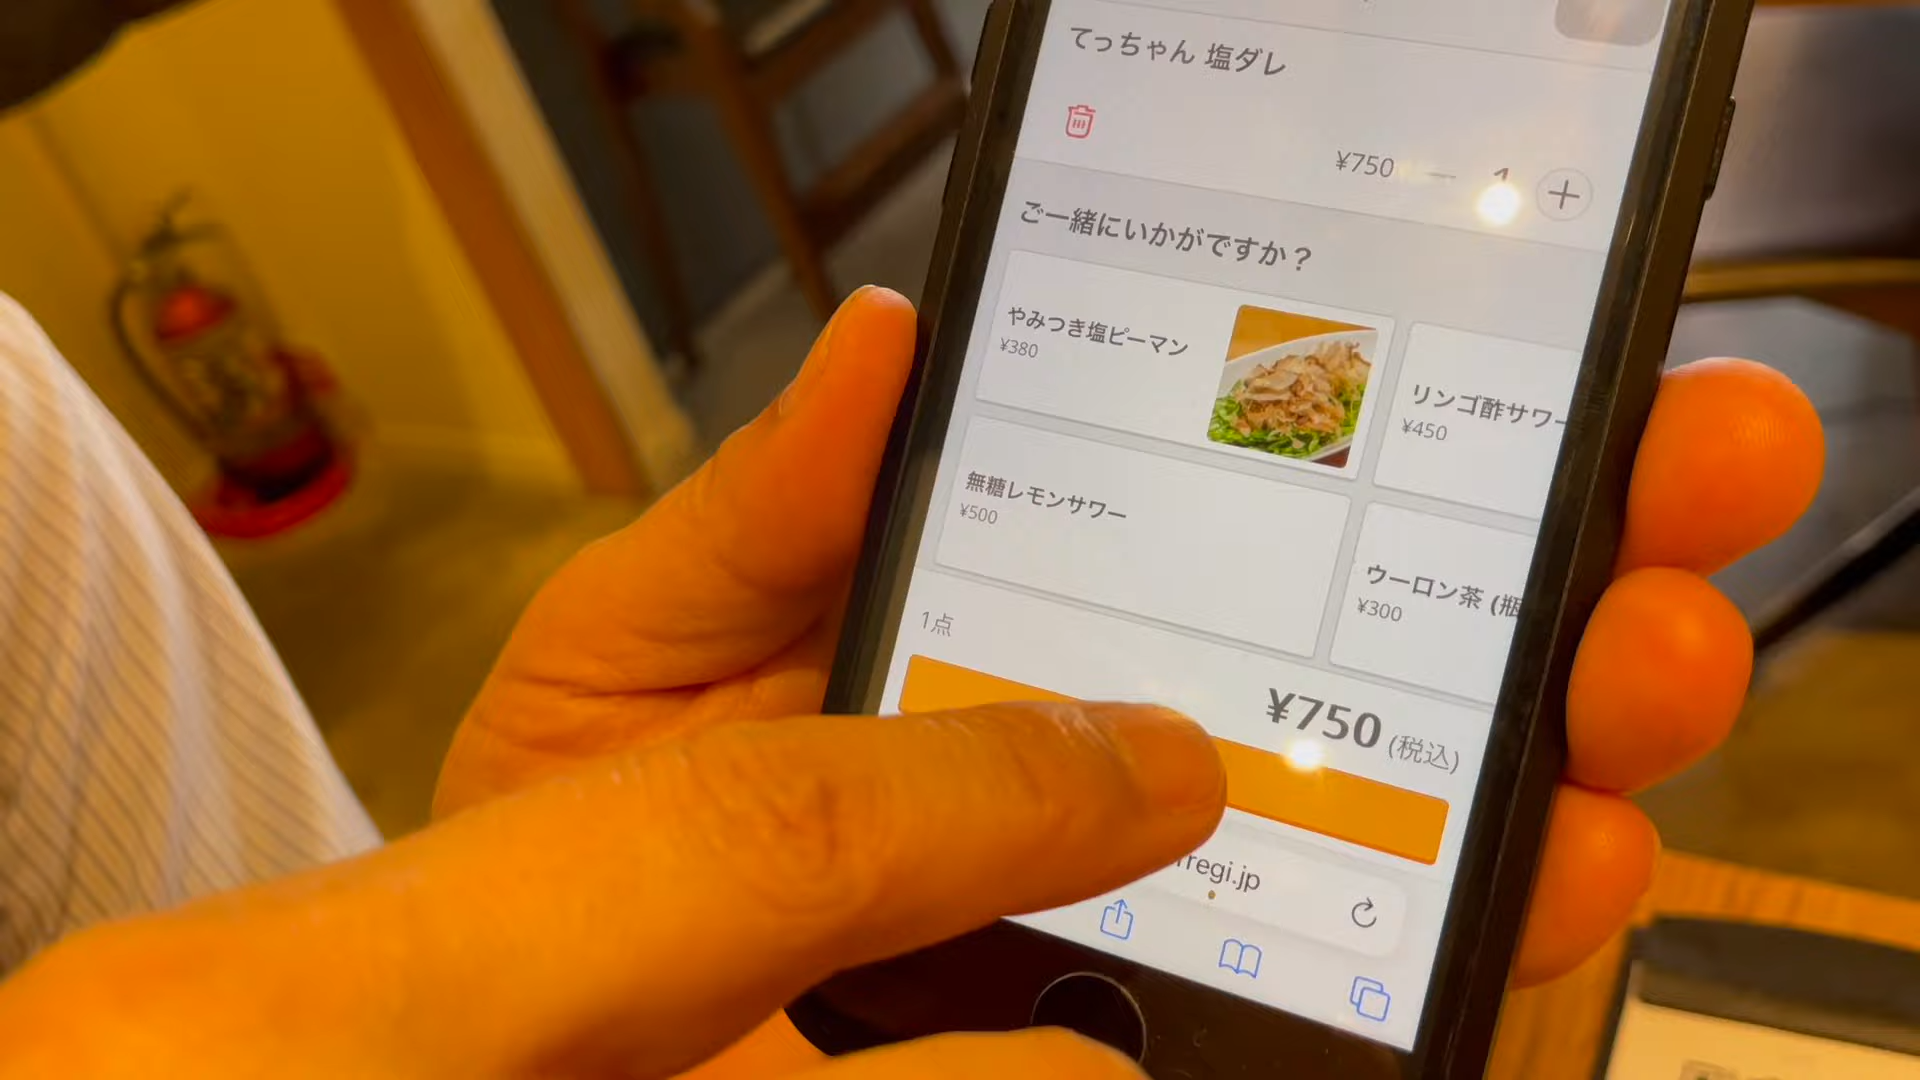 てっちゃん 塩ダレ
¥750
1
ご一緒にいかがですか？
やみつき塩ピーマン
¥380
リンゴ酢サワー
¥450
無糖レモンサワー
¥500
ウーロン茶 (瓶
¥300
1点
¥750 (税込)
regi.jp